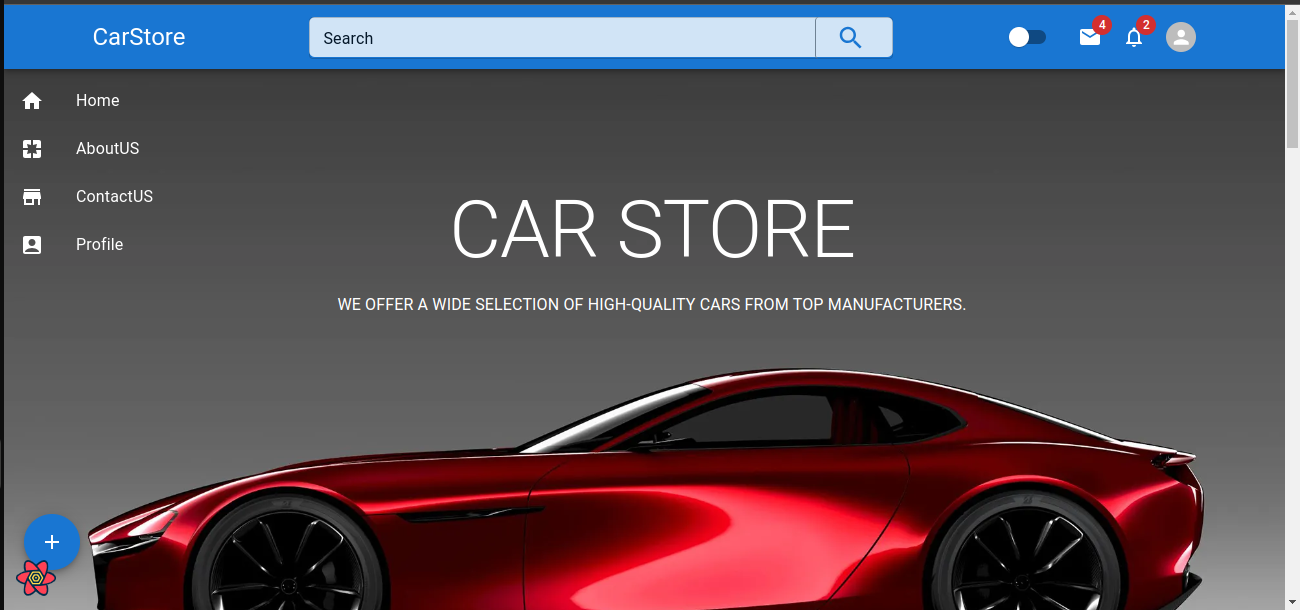 CarStore
Search
4
2
Home
AboutUS
ContactUS
Profile
CAR STORE
WE OFFER A WIDE SELECTION OF HIGH-QUALITY CARS FROM TOP MANUFACTURERS.